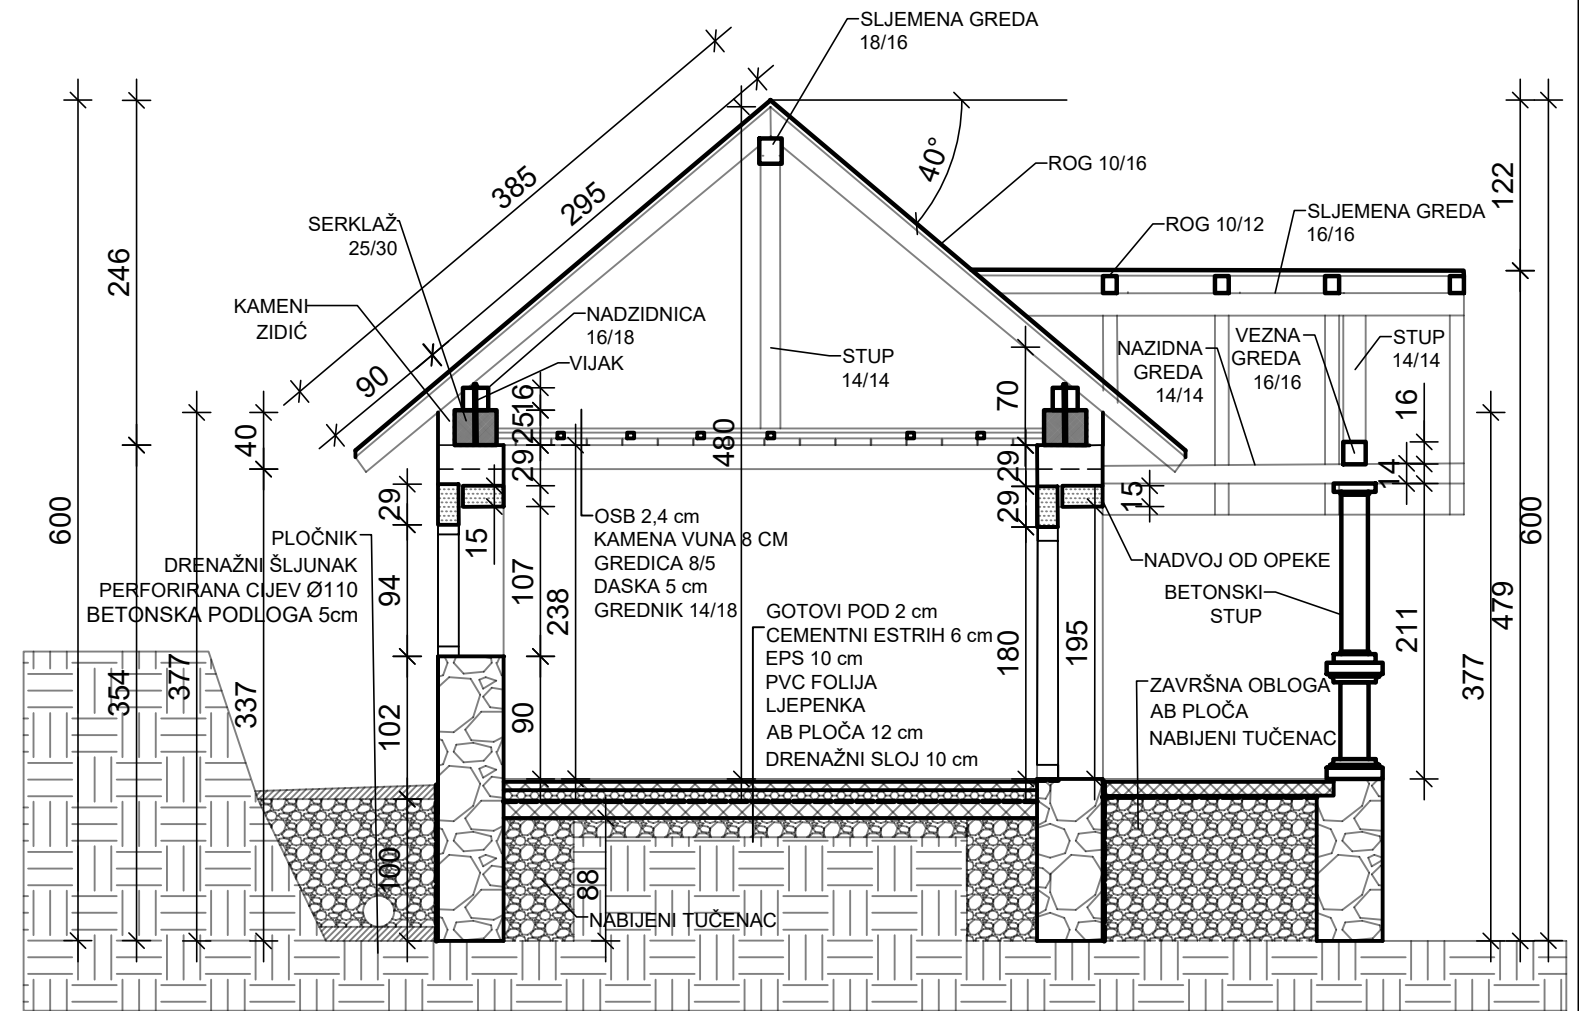 SLJEMENA GREDA
18/16
385
295
40°
ROG 10/16
122
246
SERKLAŽ
25/30
ROG 10/12
SLJEMENA GREDA
16/16
KAMENI
ZIDIĆ
NADZIDNICA
16/18
VIJAK
90
STUP
14/14
NAZIDNA
GREDA
14/14
VEZNA
GREDA
16/16
STUP
14/14
16
70
16
40
25
480
29
29
14
29
29
15
15
600
600
OSB 2,4 cm
KAMENA VUNA 8 CM
GREDICA 8/5
DASKA 5 cm
GREDNIK 14/18
PLOČNIK
DRENAŽNI ŠLJUNAK
PERFORIRANA CIJEV Ø110
BETONSKA PODLOGA 5cm
NADVOJ OD OPEKE
BETONSKI
STUP
94
107
238
GOTOVI POD 2 cm
CEMENTNI ESTRIH 6 cm
EPS 10 cm
PVC FOLIJA
LJEPENKA
AB PLOČA 12 cm
DRENAŽNI SLOJ 10 cm
180
195
211
479
377
354
377
337
102
90
ZAVRŠNA OBLOGA
AB PLOČA
NABIJENI TUČENAC
100
88
NABIJENI TUČENAC